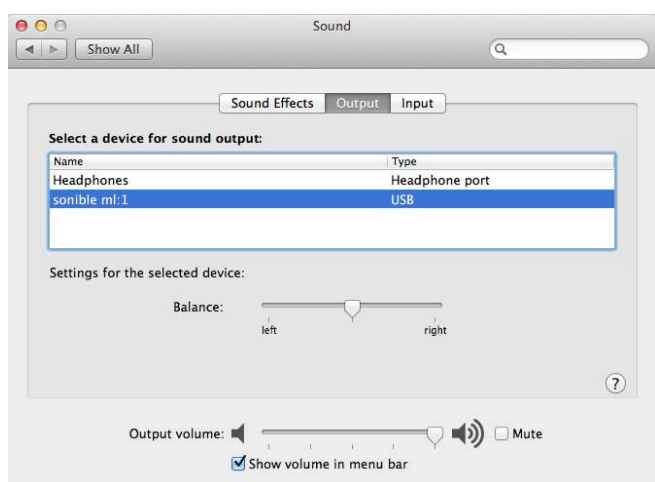 Sound
Show All
Sound Effects Output Input
Select a device for sound output:
Name Type
Headphones Headphone port
sonible ml:1 USB
Settings for the selected device:
Balance:
left right
?
Output volume: Mute
Show volume in menu bar